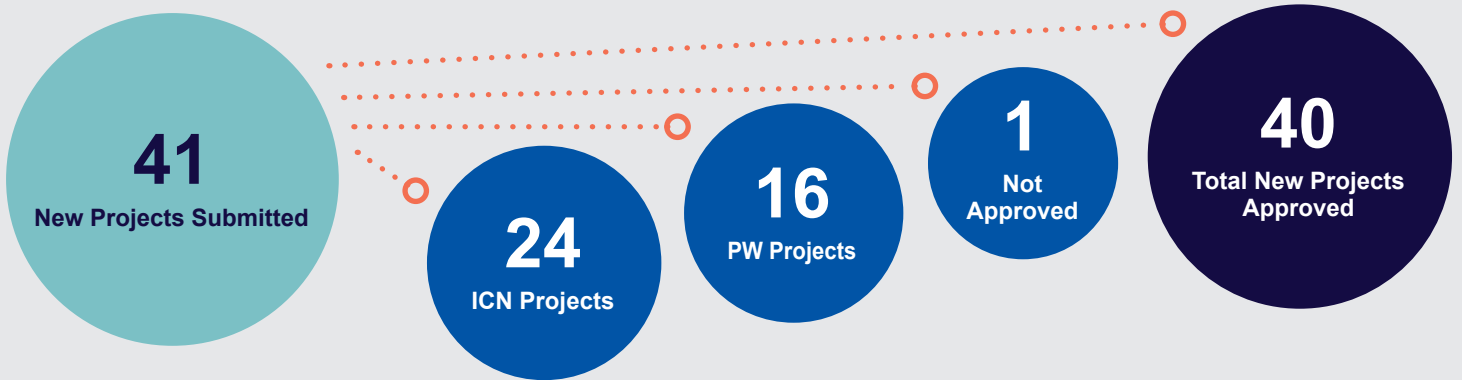 41
New Projects Submitted
24
ICN Projects
16
PW Projects
1
Not
Approved
40
Total New Projects
Approved